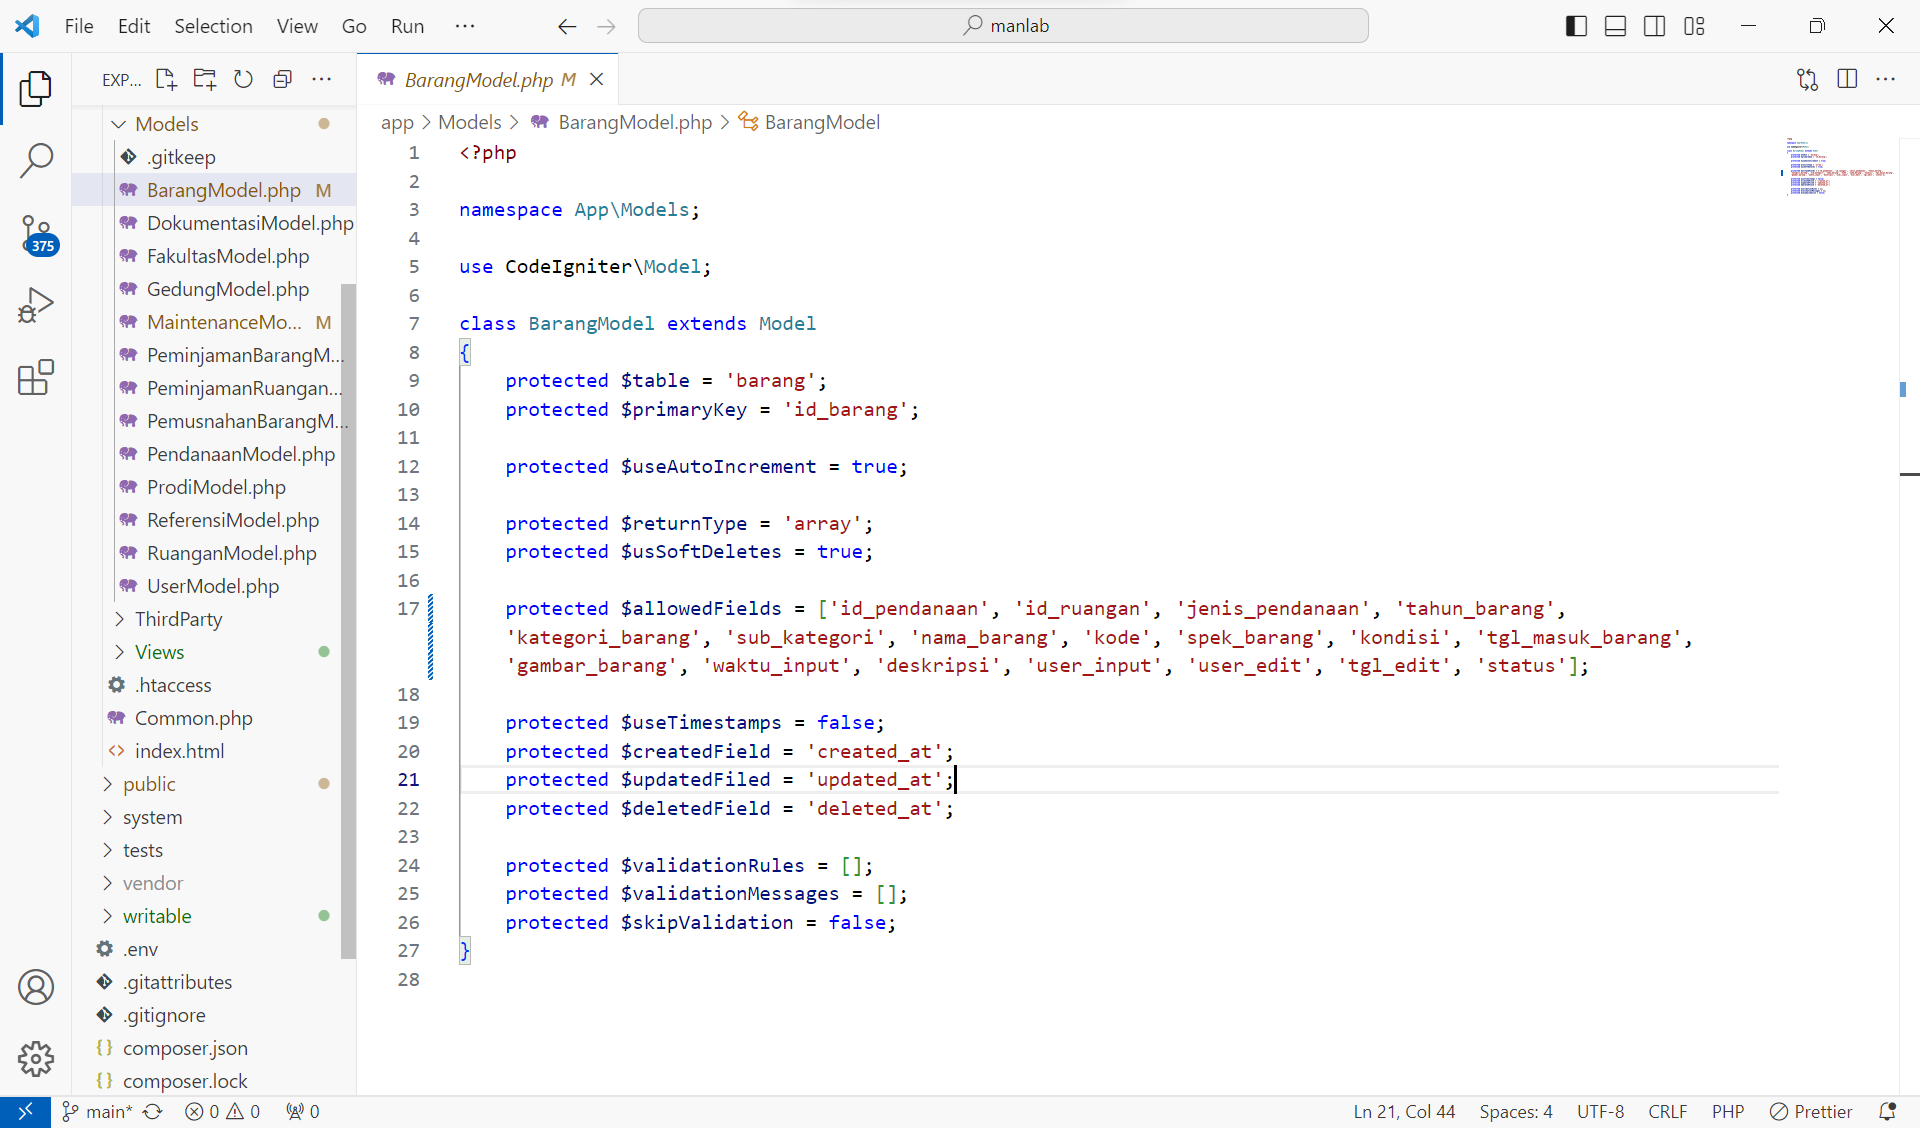 File Edit Selection View Go Run ···
manlab
EXP...
Models
.gitkeep
BarangModel.php M
DokumentasiModel.php
FakultasModel.php
GedungModel.php
MaintenanceMo... M
PeminjamanBarangM...
PeminjamanRuangan...
PemusnahanBarangM...
PendanaanModel.php
ProdiModel.php
ReferensiModel.php
RuanganModel.php
UserModel.php
ThirdParty
Views
.htaccess
Common.php
index.html
public
system
tests
vendor
writable
.env
.gitattributes
.gitignore
composer.json
composer.lock
375
BarangModel.php M
app > Models > BarangModel.php > BarangModel
1 <?php
2
3 namespace App\Models;
4
5 use CodeIgniter\Model;
6
7 class BarangModel extends Model
8 {
9 protected $table = 'barang';
10 protected $primaryKey = 'id_barang';
11
12 protected $useAutoIncrement = true;
13
14 protected $returnType = 'array';
15 protected $usSoftDeletes = true;
16
17 protected $allowedFields = ['id_pendanaan', 'id_ruangan', 'jenis_pendanaan', 'tahun_barang',
'kategori_barang', 'sub_kategori', 'nama_barang', 'kode', 'spek_barang', 'kondisi', 'tgl_masuk_barang',
'gambar_barang', 'waktu_input', 'deskripsi', 'user_input', 'user_edit', 'tgl_edit', 'status'];
18
19 protected $useTimestamps = false;
20 protected $createdField = 'created_at';
21 protected $updatedFiled = 'updated_at';
22 protected $deletedField = 'deleted_at';
23
24 protected $validationRules = [];
25 protected $validationMessages = [];
26 protected $skipValidation = false;
27 }
28
main* 0 0 0
Ln 21, Col 44 Spaces: 4 UTF-8 CRLF PHP Prettier